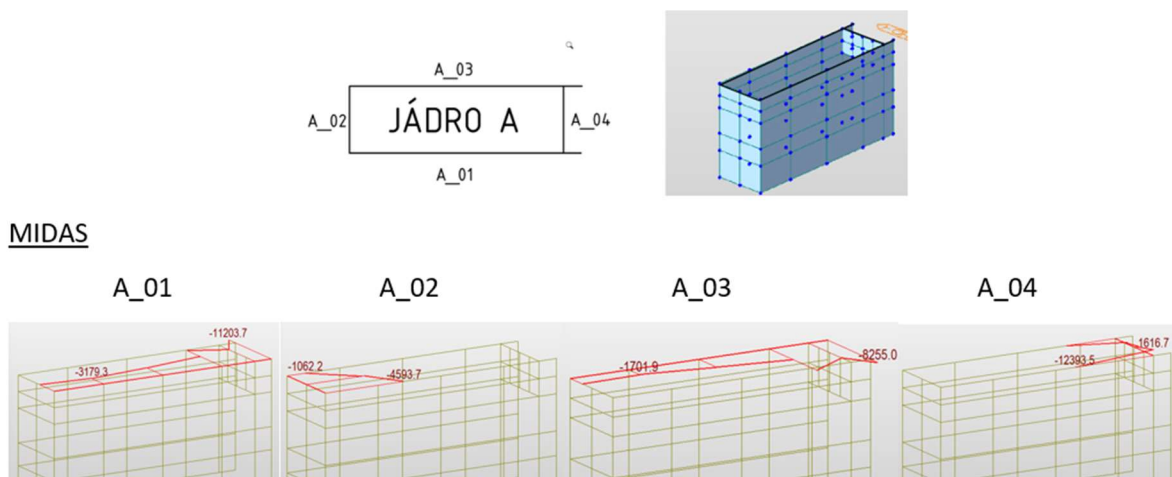 A_03
A_02
JÁDRO A
A_04
A_01
MIDAS
A_01
A_02
A_03
A_04
-11203.7
-3179.3
-1062.2
-4593.7
-1701.9
-8255.0
1616.7
-12393.5